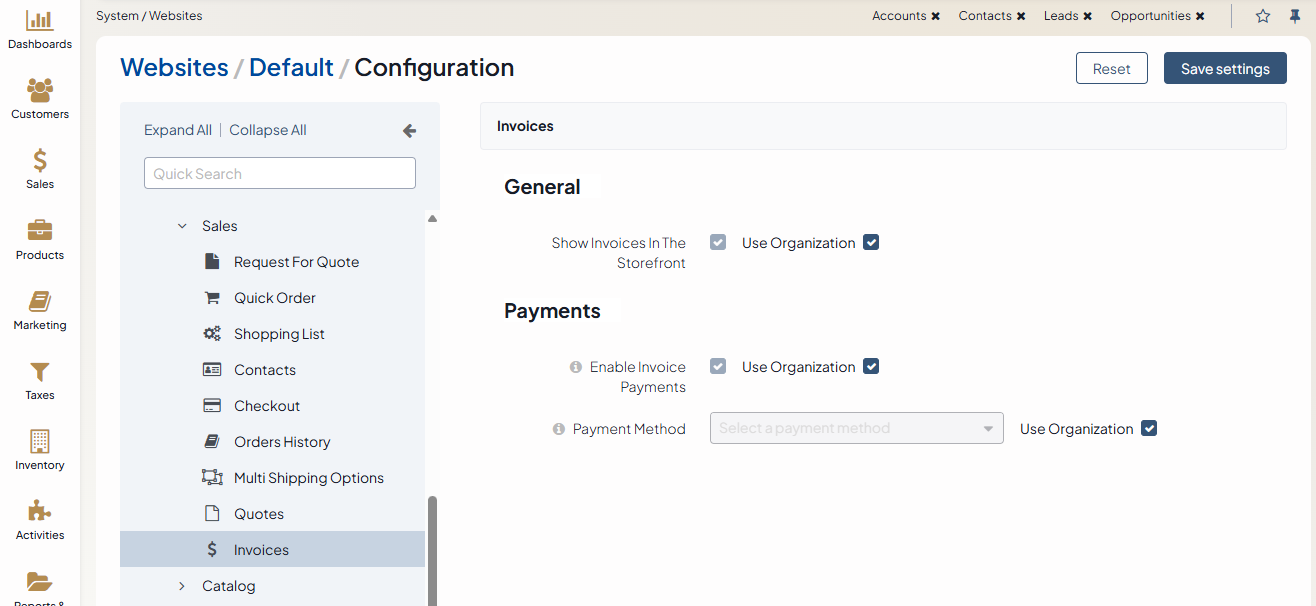 System / Websites
Accounts ✖ Contacts ✖ Leads ✖ Opportunities ✖
Dashboards
Customers
Sales
Products
Marketing
Taxes
Inventory
Activities
Reports &
Websites / Default / Configuration
Reset
Save settings
Expand All | Collapse All
Quick Search
Sales
Request For Quote
Quick Order
Shopping List
Contacts
Checkout
Orders History
Multi Shipping Options
Quotes
Invoices
Catalog
Invoices
General
Show Invoices In The
Storefront
Use Organization
Payments
Enable Invoice
Payments
Use Organization
Payment Method
Select a payment method
Use Organization